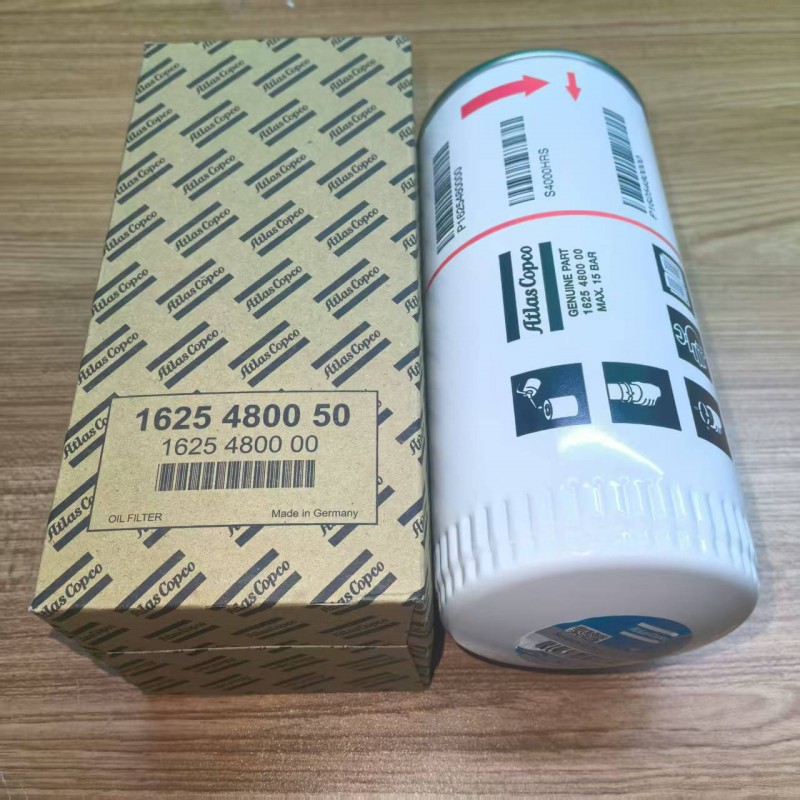 Atlas Copco
1625 4800 50
1625 4800 00
OIL FILTER
Made in Germany
S4000HRS
Atlas Copco
GENUINE PART
1625 4800 00
MAX. 15 BAR